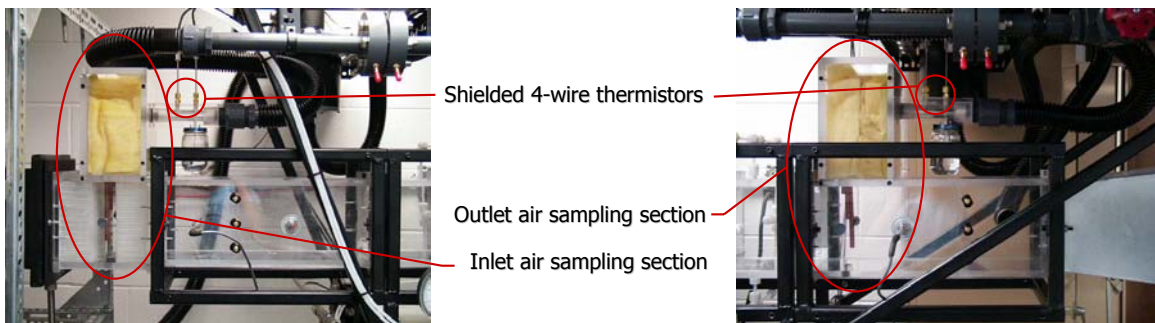 Shielded 4-wire thermistors
Outlet air sampling section
Inlet air sampling section